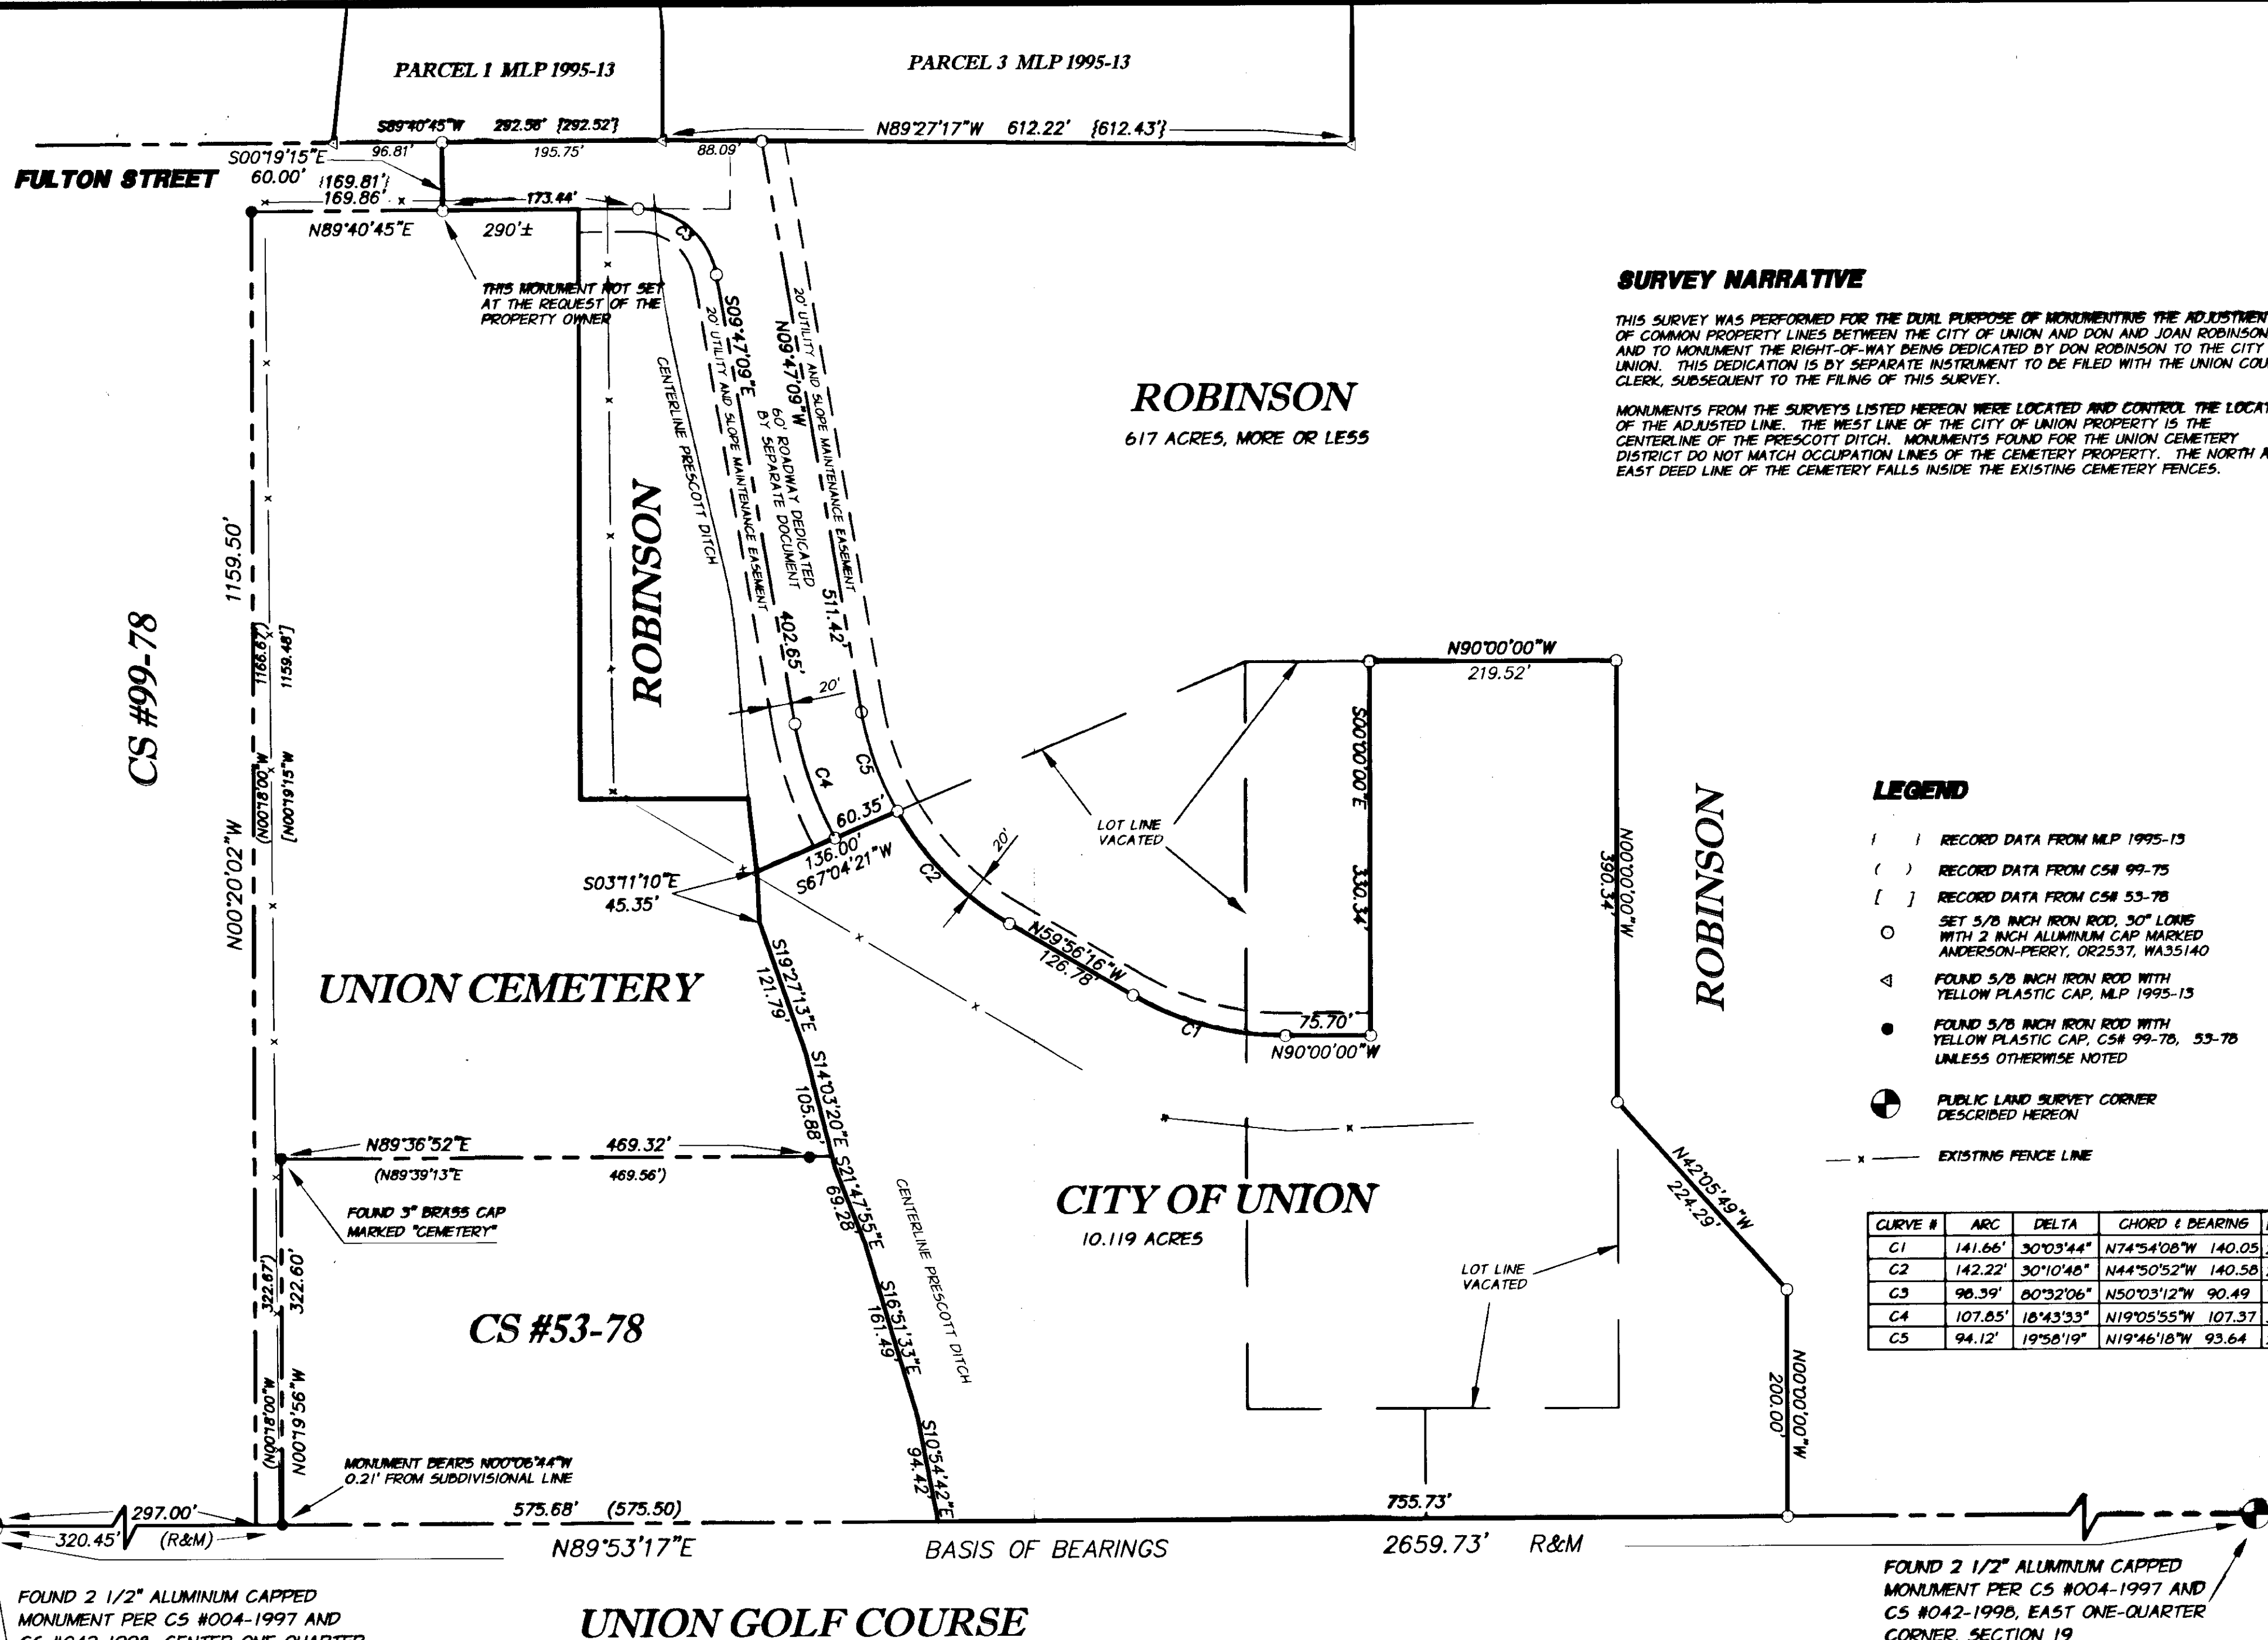 PARCEL 1 MLP 1995-13
PARCEL 3 MLP 1995-13
S89°40'45"W 292.56' {292.52'}
N89°27'17"W 612.22' {612.43'}
96.81'
195.75'
88.09'
S00°19'15"E
60.00'
FULTON STREET
{169.81'}
169.86'
173.44'
N89°40'45"E
290'±
C3
THIS MONUMENT NOT SET
AT THE REQUEST OF THE
PROPERTY OWNER
S09°47'09"E
402.65'
20' UTILITY AND SLOPE MAINTENANCE EASEMENT
N09°47'09"W
511.42'
20' UTILITY AND SLOPE MAINTENANCE EASEMENT
60' ROADWAY DEDICATED
BY SEPARATE DOCUMENT
CENTERLINE PRESCOTT DITCH
ROBINSON
ROBINSON
617 ACRES, MORE OR LESS
SURVEY NARRATIVE
THIS SURVEY WAS PERFORMED FOR THE DUAL PURPOSE OF MONUMENTING THE ADJUSTMEN
OF COMMON PROPERTY LINES BETWEEN THE CITY OF UNION AND DON AND JOAN ROBINSON
AND TO MONUMENT THE RIGHT-OF-WAY BEING DEDICATED BY DON ROBINSON TO THE CITY
UNION. THIS DEDICATION IS BY SEPARATE INSTRUMENT TO BE FILED WITH THE UNION COU
CLERK, SUBSEQUENT TO THE FILING OF THIS SURVEY.
MONUMENTS FROM THE SURVEYS LISTED HEREON WERE LOCATED AND CONTROL THE LOCAT
OF THE ADJUSTED LINE. THE WEST LINE OF THE CITY OF UNION PROPERTY IS THE
CENTERLINE OF THE PRESCOTT DITCH. MONUMENTS FOUND FOR THE UNION CEMETERY
DISTRICT DO NOT MATCH OCCUPATION LINES OF THE CEMETERY PROPERTY. THE NORTH A
EAST DEED LINE OF THE CEMETERY FALLS INSIDE THE EXISTING CEMETERY FENCES.
CS #99-78
1159.50'
N00°20'02"W
(1166.67')
1159.48']
(N00°18'00"W
[N00°19'15"W
20'
C4
C5
60.35'
136.00'
S67°04'21"W
S03°11'10"E
45.35'
C2
20'
N59°56'16"W
126.78'
C1
75.70'
N90°00'00"W
LOT LINE
VACATED
N90°00'00"W
219.52'
S00°00'00"E
330.34'
N00°00'00"W
390.34'
ROBINSON
LEGEND
{ } RECORD DATA FROM MLP 1995-13
( ) RECORD DATA FROM CS# 99-75
[ ] RECORD DATA FROM CS# 53-78
SET 5/8 INCH IRON ROD, 30" LONG
WITH 2 INCH ALUMINUM CAP MARKED
ANDERSON-PERRY, OR2537, WA35140
FOUND 5/8 INCH IRON ROD WITH
YELLOW PLASTIC CAP, MLP 1995-13
FOUND 5/8 INCH IRON ROD WITH
YELLOW PLASTIC CAP, CS# 99-78, 53-78
UNLESS OTHERWISE NOTED
PUBLIC LAND SURVEY CORNER
DESCRIBED HEREON
x EXISTING FENCE LINE
UNION CEMETERY
S19°27'13"E
121.79'
S14°03'20"E
105.88'
S21°47'55"E
69.28'
S16°51'33"E
161.49'
S10°54'42"E
94.42'
CENTERLINE PRESCOTT DITCH
N89°36'52"E 469.32'
(N89°39'13"E 469.56')
FOUND 3" BRASS CAP
MARKED "CEMETERY"
CITY OF UNION
10.119 ACRES
N42°05'49"W
224.29'
LOT LINE
VACATED
N00°00'00"W
200.00'
CURVE # ARC DELTA CHORD & BEARING
C1 141.66' 30°03'44" N74°54'08"W 140.05
C2 142.22' 30°10'48" N44°50'52"W 140.58
C3 98.39' 80°32'06" N50°03'12"W 90.49
C4 107.85' 18°43'33" N19°05'55"W 107.37
C5 94.12' 19°58'19" N19°46'18"W 93.64
322.67')
322.60'
(N00°18'00"W
N00°19'56"W
CS #53-78
MONUMENT BEARS N00°06'44"W
0.21' FROM SUBDIVISIONAL LINE
297.00'
320.45' (R&M)
575.68' (575.50)
755.73'
N89°53'17"E
BASIS OF BEARINGS
2659.73' R&M
FOUND 2 1/2" ALUMINUM CAPPED
MONUMENT PER CS #004-1997 AND
CS #042-1998, CENTER ONE-QUARTER
UNION GOLF COURSE
FOUND 2 1/2" ALUMINUM CAPPED
MONUMENT PER CS #004-1997 AND
CS #042-1998, EAST ONE-QUARTER
CORNER, SECTION 19